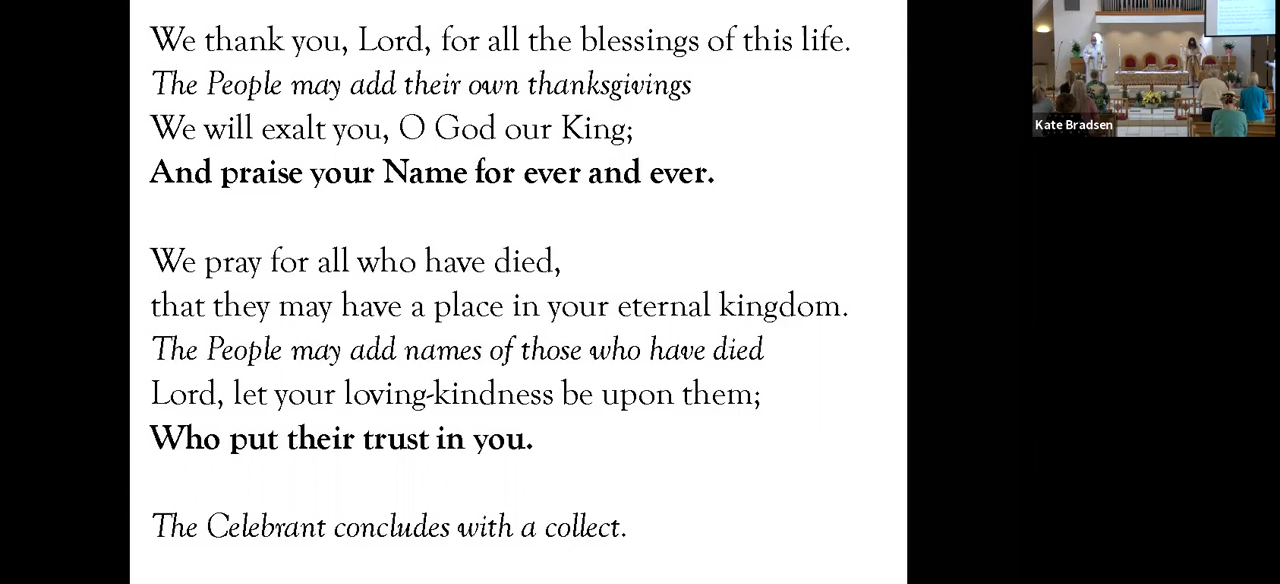 We thank you, Lord, for all the blessings of this life.
The People may add their own thanksgivings
We will exalt you, O God our King;
And praise your Name for ever and ever.
We pray for all who have died,
that they may have a place in your eternal kingdom.
The People may add names of those who have died
Lord, let your loving-kindness be upon them;
Who put their trust in you.
The Celebrant concludes with a collect.
Kate Bradsen